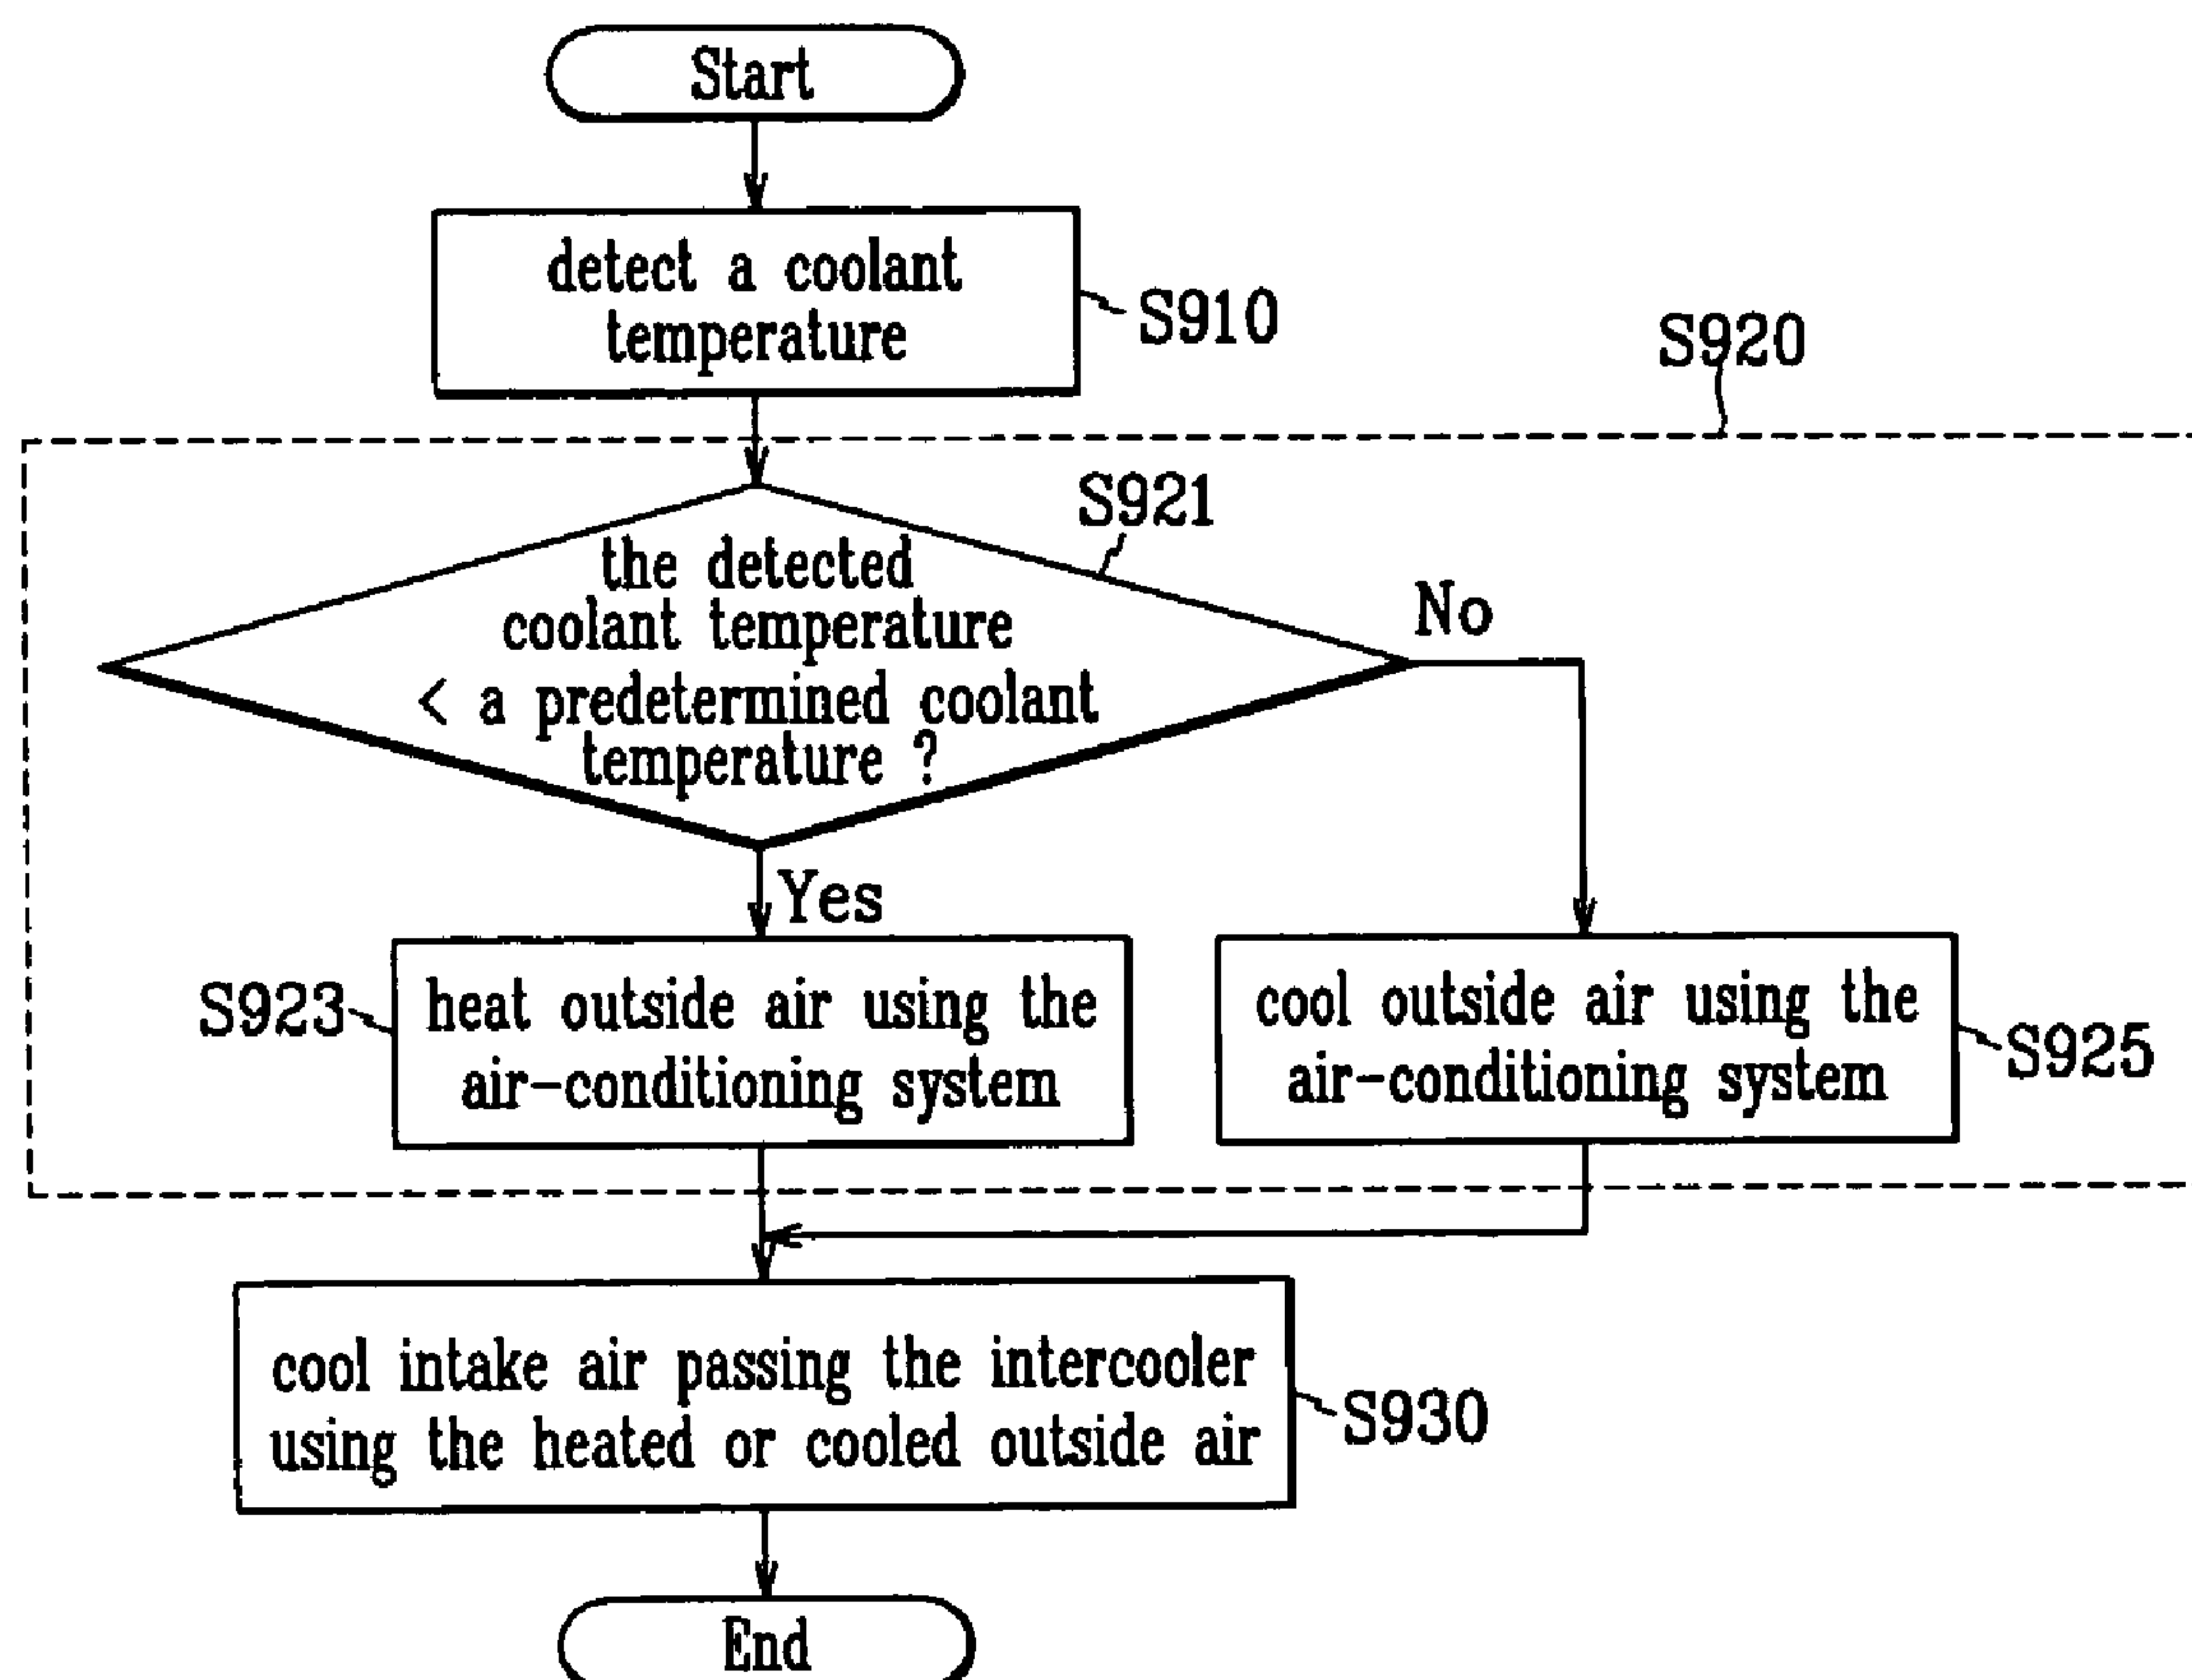 Start
detect a coolant
temperature
S910
S920
S921
the detected
coolant temperature
< a predetermined coolant
temperature ?
No
Yes
S923
heat outside air using the
air-conditioning system
cool outside air using the
air-conditioning system
S925
cool intake air passing the intercooler
using the heated or cooled outside air
S930
End